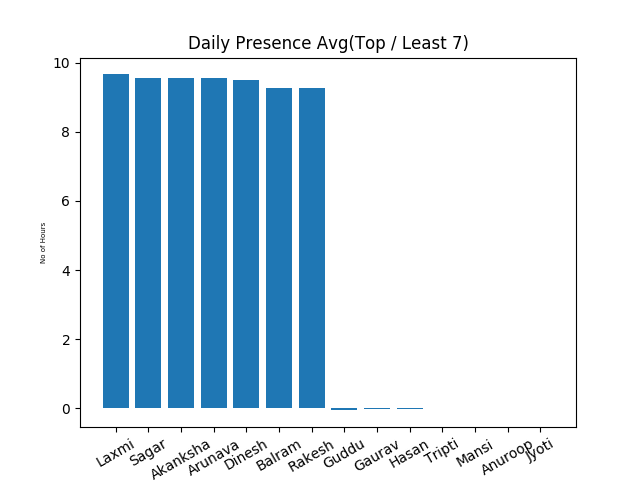 Daily Presence Avg(Top / Least 7)
10
8
6
4
2
0
No of Hours
Laxmi
Sagar
Akanksha
Arunava
Dinesh
Balram
Rakesh
Guddu
Gaurav
Hasan
Tripti
Mansi
Anuroop
Jyoti